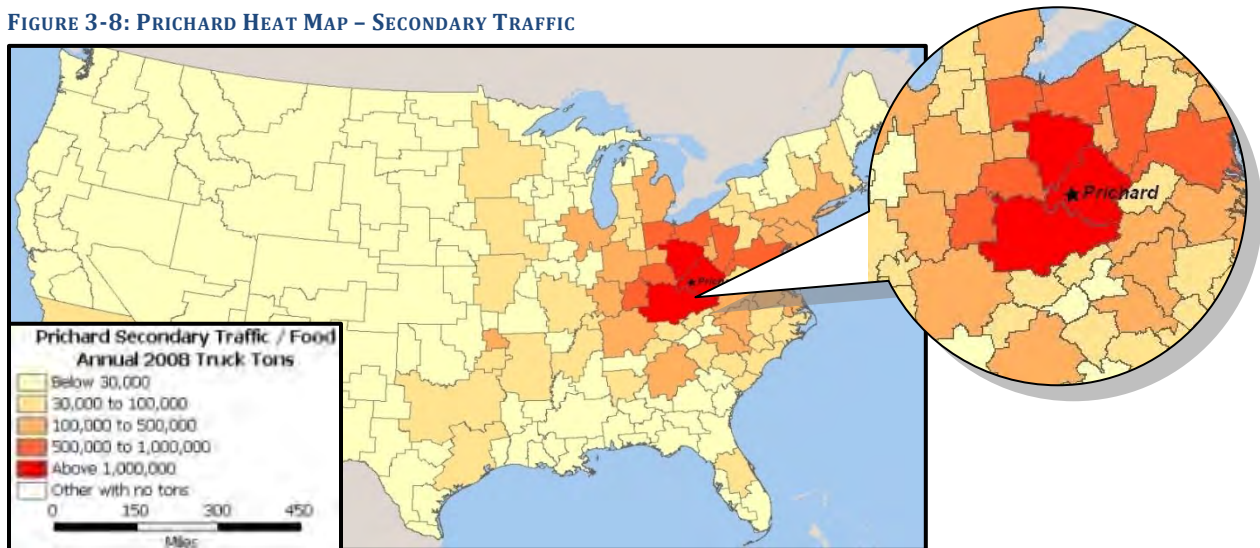 FIGURE 3-8: PRICHARD HEAT MAP – SECONDARY TRAFFIC
Prichard
Prichard Secondary Traffic / Food
Annual 2008 Truck Tons
Below 30,000
30,000 to 100,000
100,000 to 500,000
500,000 to 1,000,000
Above 1,000,000
Other with no tons
0 150 300 450
Miles